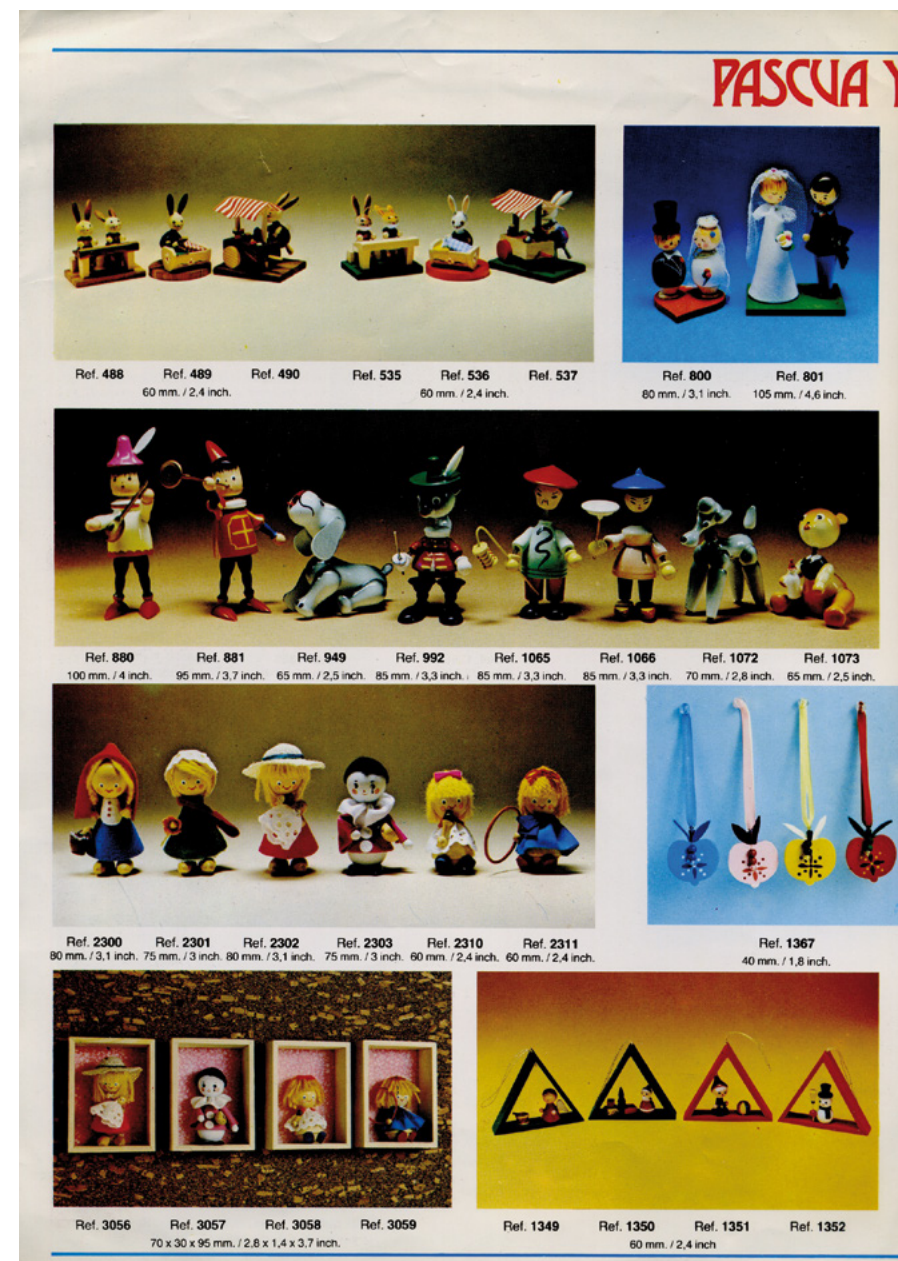 PASCUA Y
Ref. 488 Ref. 489 Ref. 490 Ref. 535 Ref. 536 Ref. 537
60 mm. / 2,4 inch. 60 mm. / 2,4 inch.
Ref. 800 Ref. 801
80 mm. / 3,1 inch. 105 mm. / 4,6 inch.
Ref. 880 Ref. 881 Ref. 949 Ref. 992 Ref. 1065 Ref. 1066 Ref. 1072 Ref. 1073
100 mm. / 4 inch. 95 mm. / 3,7 inch. 65 mm. / 2,5 inch. 85 mm. / 3,3 inch. 85 mm. / 3,3 inch. 85 mm. / 3,3 inch. 70 mm. / 2,8 inch. 65 mm. / 2,5 inch.
Ref. 2300 Ref. 2301 Ref. 2302 Ref. 2303 Ref. 2310 Ref. 2311
80 mm. / 3,1 inch. 75 mm. / 3 inch. 80 mm. / 3,1 inch. 75 mm. / 3 inch. 60 mm. / 2,4 inch. 60 mm. / 2,4 inch.
Ref. 1367
40 mm. / 1,8 inch.
Ref. 3056 Ref. 3057 Ref. 3058 Ref. 3059
70 x 30 x 95 mm. / 2,8 x 1,4 x 3,7 inch.
Ref. 1349 Ref. 1350 Ref. 1351 Ref. 1352
60 mm. / 2,4 inch